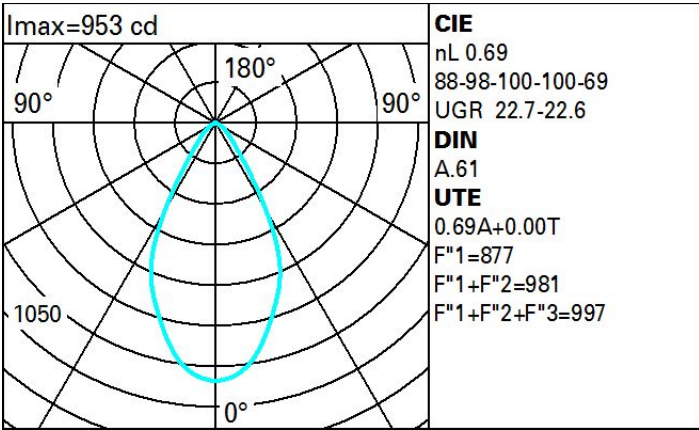 Imax=953 cd
180°
90°
90°
1050
0°
CIE
nL 0.69
88-98-100-100-69
UGR 22.7-22.6
DIN
A.61
UTE
0.69A+0.00T
F"1=877
F"1+F"2=981
F"1+F"2+F"3=997